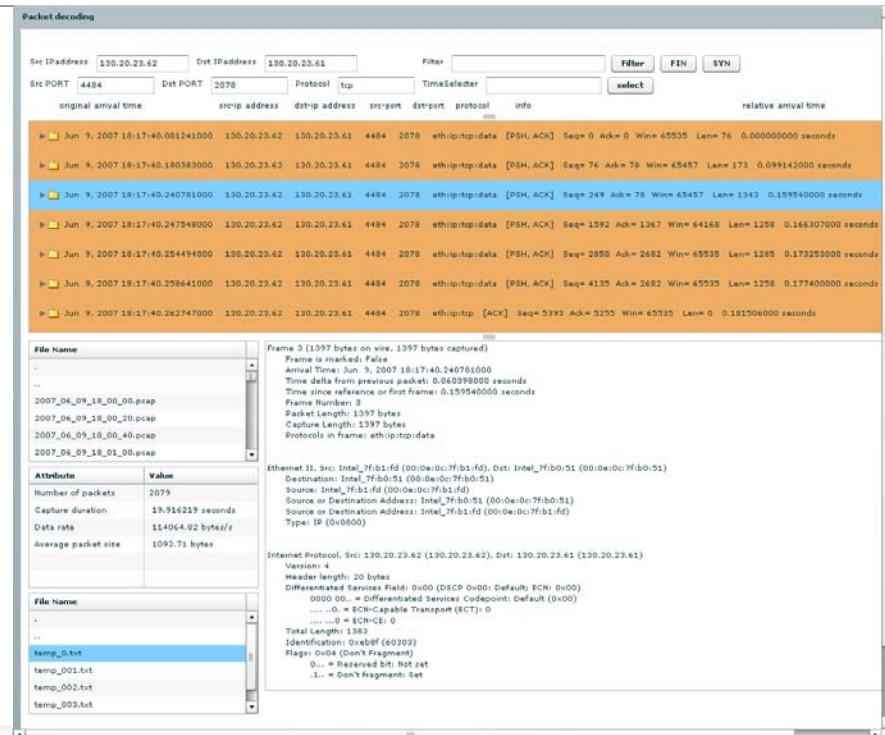 Packet decoding
Src IPaddress 130.20.23.62 Dst IPaddress 130.20.23.61 Filter Filter FIN SYN
Src PORT 4484 Dst PORT 2078 Protocol tcp TimeSelecter select
original arrival time src-ip address dst-ip address src-port dst-port protocol info relative arrival time
Jun 9, 2007 18:17:40.081241000 130.20.23.62 130.20.23.61 4484 2078 eth:ip:tcp:data [PSH, ACK] Seq= 0 Ack= 0 Win= 65535 Len= 76 0.000000000 seconds
Jun 9, 2007 18:17:40.180383000 130.20.23.62 130.20.23.61 4484 2078 eth:ip:tcp:data [PSH, ACK] Seq= 76 Ack= 78 Win= 65457 Len= 173 0.099142000 seconds
Jun 9, 2007 18:17:40.240781000 130.20.23.62 130.20.23.61 4484 2078 eth:ip:tcp:data [PSH, ACK] Seq= 249 Ack= 78 Win= 65457 Len= 1343 0.159540000 seconds
Jun 9, 2007 18:17:40.247548000 130.20.23.62 130.20.23.61 4484 2078 eth:ip:tcp:data [PSH, ACK] Seq= 1592 Ack= 1367 Win= 64168 Len= 1258 0.166307000 seconds
Jun 9, 2007 18:17:40.254494000 130.20.23.62 130.20.23.61 4484 2078 eth:ip:tcp:data [PSH, ACK] Seq= 2850 Ack= 2682 Win= 65535 Len= 1285 0.173253000 seconds
Jun 9, 2007 18:17:40.258641000 130.20.23.62 130.20.23.61 4484 2078 eth:ip:tcp:data [PSH, ACK] Seq= 4135 Ack= 2682 Win= 65535 Len= 1258 0.177400000 seconds
Jun 9, 2007 18:17:40.262747000 130.20.23.62 130.20.23.61 4484 2078 eth:ip:tcp [ACK] Seq= 5393 Ack= 5255 Win= 65535 Len= 0 0.181506000 seconds
File Name
.
..
2007_06_09_18_00_00.pcap
2007_06_09_18_00_20.pcap
2007_06_09_18_00_40.pcap
2007_06_09_18_01_00.pcap
Attribute Value
Number of packets 2079
Capture duration 19.916219 seconds
Data rate 114064.02 bytes/s
Average packet size 1092.71 bytes
File Name
.
..
temp_0.txt
temp_001.txt
temp_002.txt
temp_003.txt
Frame 3 (1397 bytes on wire, 1397 bytes captured)
Frame is marked: False
Arrival Time: Jun 9, 2007 18:17:40.240781000
Time delta from previous packet: 0.060398000 seconds
Time since reference or first frame: 0.159540000 seconds
Frame Number: 3
Packet Length: 1397 bytes
Capture Length: 1397 bytes
Protocols in frame: eth:ip:tcp:data
Ethernet II, Src: Intel_7f:b1:fd (00:0e:0c:7f:b1:fd), Dst: Intel_7f:b0:51 (00:0e:0c:7f:b0:51)
Destination: Intel_7f:b0:51 (00:0e:0c:7f:b0:51)
Source: Intel_7f:b1:fd (00:0e:0c:7f:b1:fd)
Source or Destination Address: Intel_7f:b0:51 (00:0e:0c:7f:b0:51)
Source or Destination Address: Intel_7f:b1:fd (00:0e:0c:7f:b1:fd)
Type: IP (0x0800)
Internet Protocol, Src: 130.20.23.62 (130.20.23.62), Dst: 130.20.23.61 (130.20.23.61)
Version: 4
Header length: 20 bytes
Differentiated Services Field: 0x00 (DSCP 0x00: Default; ECN: 0x00)
0000 00.. = Differentiated Services Codepoint: Default (0x00)
.... ..0. = ECN-Capable Transport (ECT): 0
.... ...0 = ECN-CE: 0
Total Length: 1383
Identification: 0xeb8f (60303)
Flags: 0x04 (Don't Fragment)
0... = Reserved bit: Not set
.1.. = Don't fragment: Set